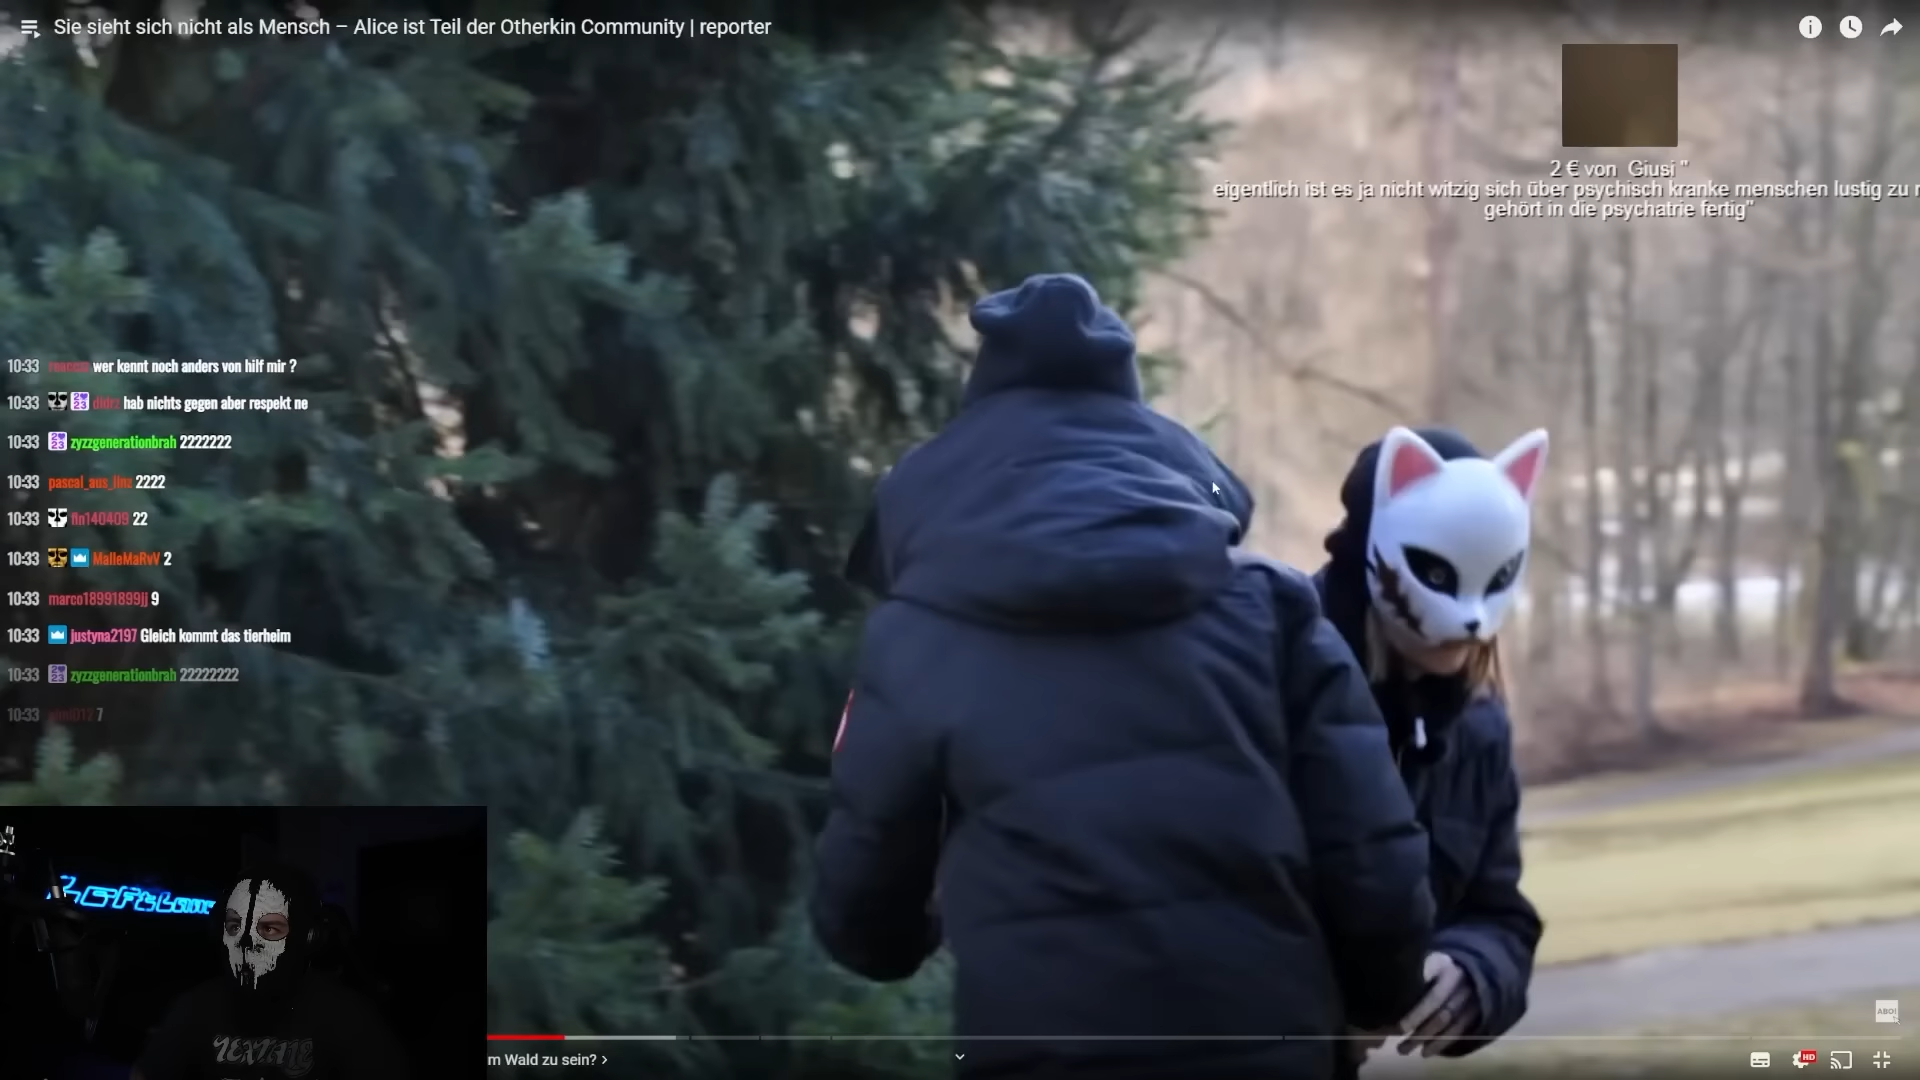 Sie sieht sich nicht als Mensch – Alice ist Teil der Otherkin Community | reporter
2 € von Giusi "
eigentlich ist es ja nicht witzig sich über psychisch kranke menschen lustig zu
gehört in die psychatrie fertig"
10:33 wer kennt noch anders von hilf mir ?
10:33 hab nichts gegen aber respekt ne
10:33 zyzzgenerationbrah 2222222
10:33 pascal_aus_linz 2222
10:33 fin140409 22
10:33 MalleMaRvV 2
10:33 marco18991899jj 9
10:33 justyna2197 Gleich kommt das tierheim
10:33 zyzzgenerationbrah 22222222
10:33 7
ABO!
m Wald zu sein? >
HD